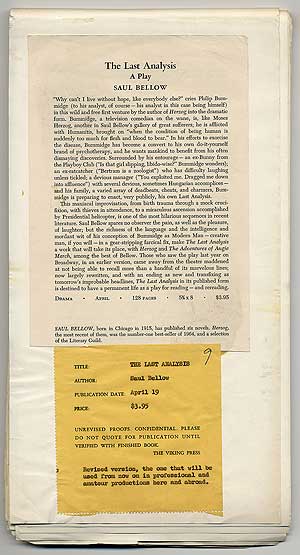 The Last Analysis
A Play
SAUL BELLOW
"Why can't I live without hope, like everybody else?" cries Philip Bum-
midge (to his analyst, of course — his analyst in this case being himself)
in this wild and free first venture by the author of Herzog into the dramatic
form. Bummidge, a television comedian on the wane, is, like Moses
Herzog, another in Saul Bellow's gallery of great sufferers; he is afflicted
with Humanitis, brought on "when the condition of being human is
suddenly too much for flesh and blood to bear." In his efforts to exorcise
the disease, Bummidge has become a convert to his own do-it-yourself
brand of psychotherapy, and he wants mankind to benefit from his often
dismaying discoveries. Surrounded by his entourage — an ex-Bunny from
the Playboy Club ("Is that girl slipping. libido-wise?" Bummidge wonders);
an ex-ratcatcher ("Bertram is a zoologist") who has difficulty laughing
unless tickled; a devious manager ("You exploited me. Dragged me down
into affluence") with several devious, sometimes Hungarian accomplices —
and his family, a varied array of deadbeats, cheats, and chatterers, Bum-
midge is preparing to enact, very publicly, his own Last Analysis.
This manical improvisation, from birth trauma through a mock cruci-
fixion, with thieves in attendance, to a miraculous ascension accomplished
by Presidential helicopter, is one of the most hilarious sequences in recent
literature. Saul Bellow spares no observer the pain, as well as the pleasure,
of laughter; but the richness of the language and the intelligence and
mordant wit of his conception of Bummidge as Modern Man — creative
man, if you will — in a gear-stripping farcical fix, make The Last Analysis
a work that will take its place, with Herzog and The Adventures of Augie
March, among the best of Bellow. Those who saw the play last year on
Broadway, in an earlier version, came away from the theater maddened
at not being able to recall more than a handful of its marvelous lines;
now largely rewritten, and with an ending as new and transfixing as
tomorrow's improbable headlines, The Last Analysis in its published form
is destined to have a permanent life as a play for reading — and rereading.
DRAMA • APRIL • 128 PAGES • 5⅜ x 8 • $3.95
SAUL BELLOW, born in Chicago in 1915, has published six novels. Herzog,
the most recent of them, was the number-one best-seller of 1964, and a selection
of the Literary Guild.
9
TITLE: THE LAST ANALYSIS
AUTHOR: Saul Bellow
PUBLICATION DATE: April 19
PRICE: $3.95
UNREVISED PROOFS. CONFIDENTIAL. PLEASE
DO NOT QUOTE FOR PUBLICATION UNTIL
VERIFIED WITH FINISHED BOOK.
THE VIKING PRESS
Revised version, the one that will be
used from now on in professional and
amateur productions here and abroad.